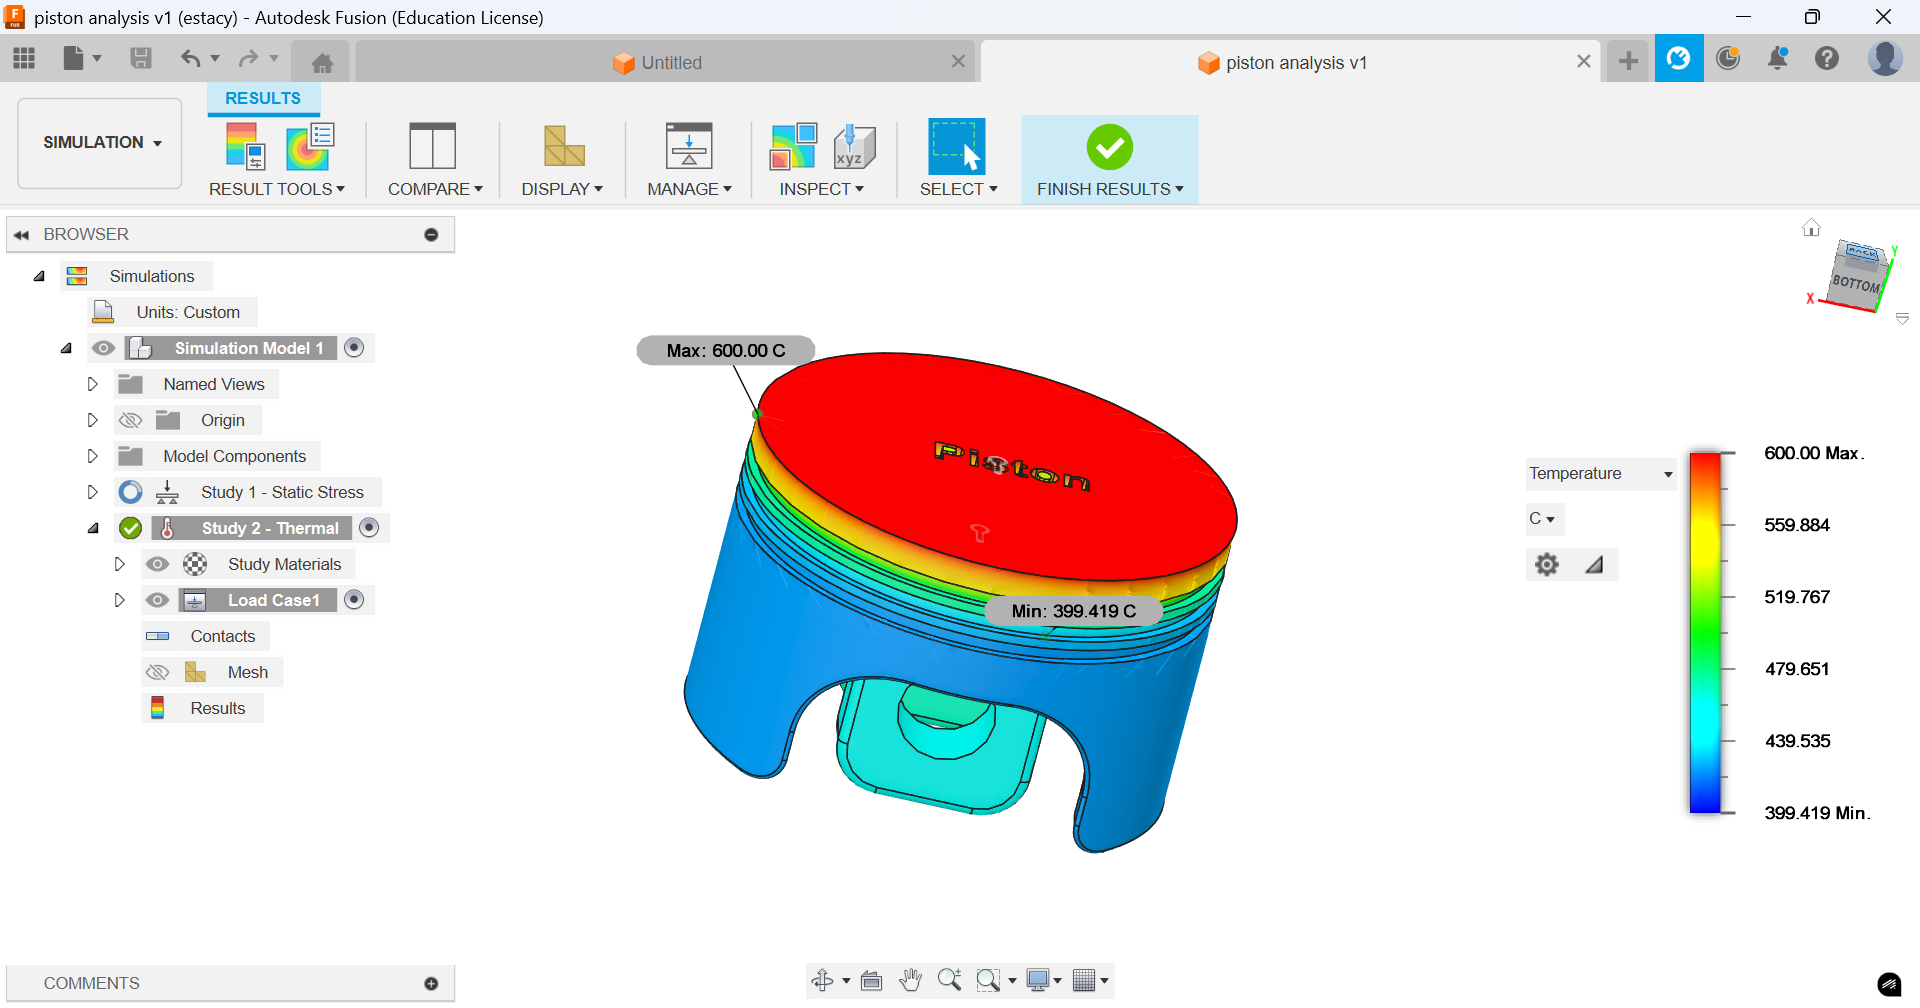 piston analysis v1 (estacy) - Autodesk Fusion (Education License)
Untitled
piston analysis v1
RESULTS
SIMULATION
RESULT TOOLS
COMPARE
DISPLAY
MANAGE
INSPECT
SELECT
FINISH RESULTS
BROWSER
Simulations
Units: Custom
Simulation Model 1
Named Views
Origin
Model Components
Study 1 - Static Stress
Study 2 - Thermal
Study Materials
Load Case1
Contacts
Mesh
Results
Max: 600.00 C
Piston
Min: 399.419 C
BACK
BOTTOM
X
Y
Temperature
C
600.00 Max.
559.884
519.767
479.651
439.535
399.419 Min.
COMMENTS
xyz
F